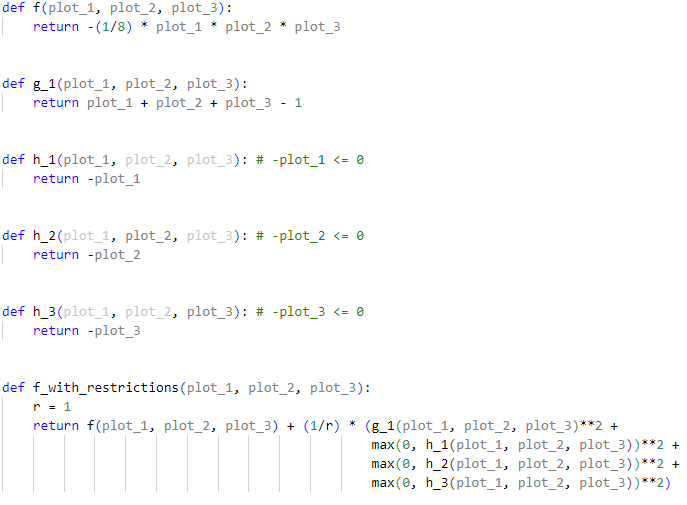 def f(plot_1, plot_2, plot_3):
    return -(1/8) * plot_1 * plot_2 * plot_3
def g_1(plot_1, plot_2, plot_3):
    return plot_1 + plot_2 + plot_3 - 1
def h_1(plot_1, plot_2, plot_3): # -plot_1 <= 0
    return -plot_1
def h_2(plot_1, plot_2, plot_3): # -plot_2 <= 0
    return -plot_2
def h_3(plot_1, plot_2, plot_3): # -plot_3 <= 0
    return -plot_3
def f_with_restrictions(plot_1, plot_2, plot_3):
    r = 1
    return f(plot_1, plot_2, plot_3) + (1/r) * (g_1(plot_1, plot_2, plot_3)**2 +
                                                max(0, h_1(plot_1, plot_2, plot_3))**2 +
                                                max(0, h_2(plot_1, plot_2, plot_3))**2 +
                                                max(0, h_3(plot_1, plot_2, plot_3))**2)